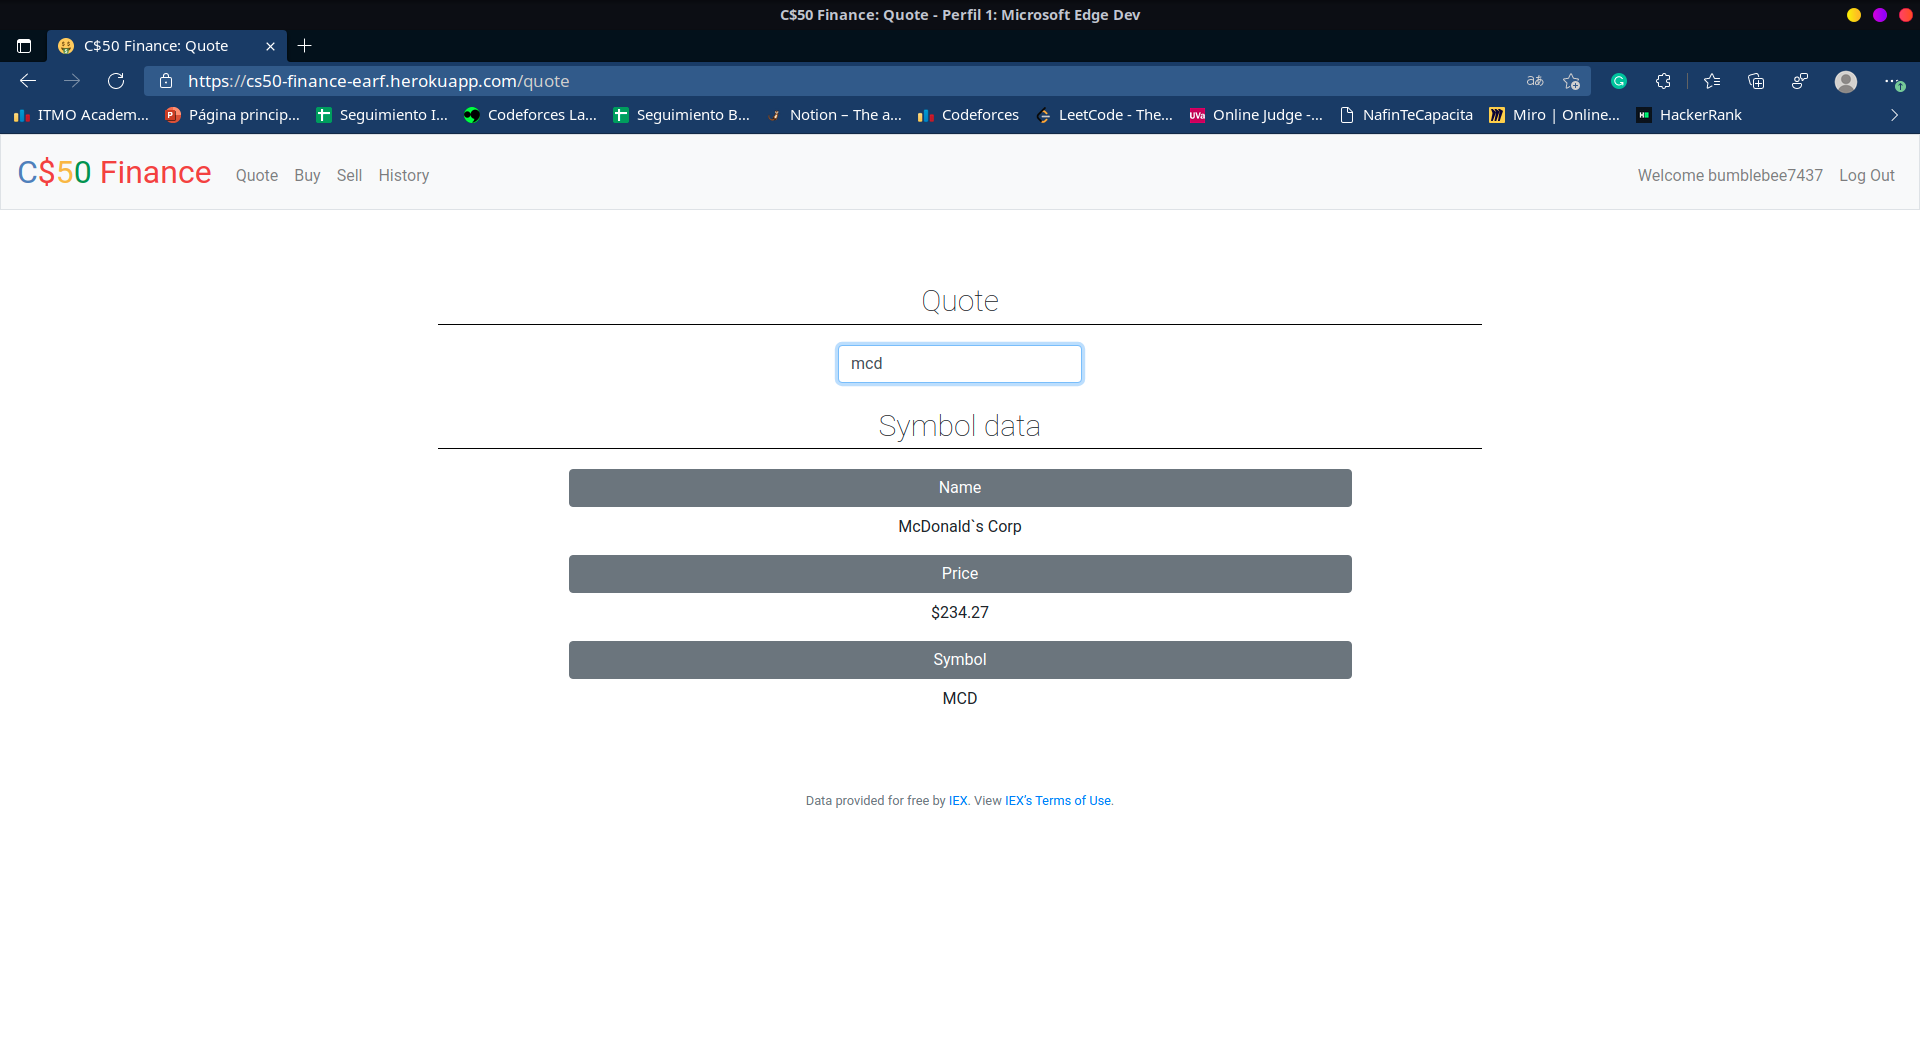 C$50 Finance: Quote - Perfil 1: Microsoft Edge Dev
C$50 Finance: Quote
https://cs50-finance-earf.herokuapp.com/quote
ITMO Academ... Página princip... Seguimiento I... Codeforces La... Seguimiento B... Notion – The a... Codeforces LeetCode - The... UVa Online Judge -... NafinTeCapacita Miro | Online... HackerRank
C$50 Finance Quote Buy Sell History Welcome bumblebee7437 Log Out
Quote
mcd
Symbol data
Name
McDonald`s Corp
Price
$234.27
Symbol
MCD
Data provided for free by IEX. View IEX’s Terms of Use.